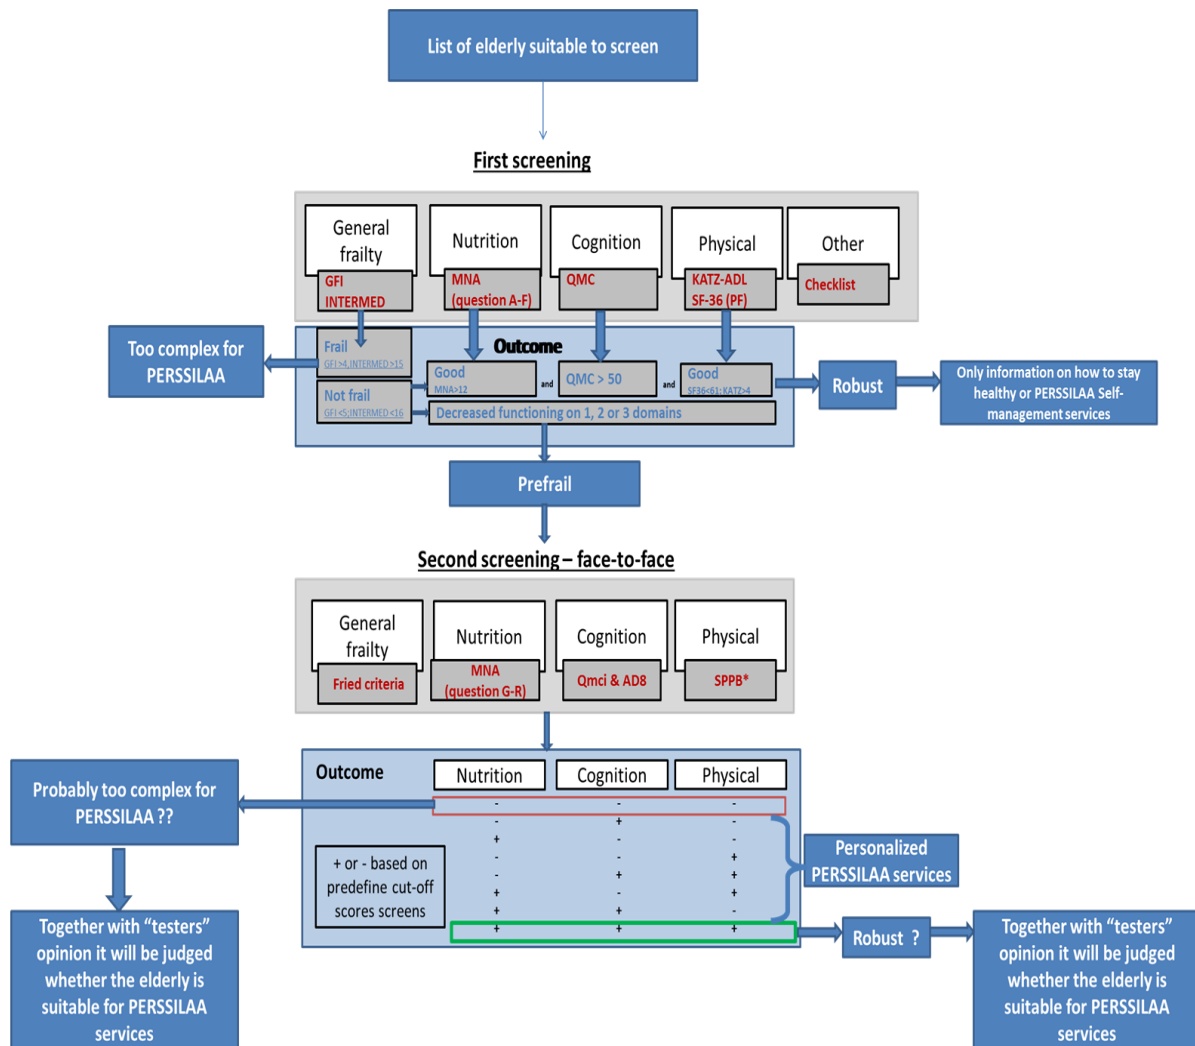 List of elderly suitable to screen
First screening
General
frailty
GFI
INTERMED
Nutrition
MNA
(question A-F)
Cognition
QMC
Physical
KATZ-ADL
SF-36 (PF)
Other
Checklist
Too complex for
PERSSILAA
Outcome
Frail
GFI >4, INTERMED >15
Not frail
GFI <5; INTERMED <16
Good
MNA>12
and
QMC > 50
and
Good
SF36<61; KATZ>4
Decreased functioning on 1, 2 or 3 domains
Robust
Only information on how to stay
healthy or PERSSILAA Self-
management services
Prefrail
Second screening – face-to-face
General
frailty
Fried criteria
Nutrition
MNA
(question G-R)
Cognition
Qmci & AD8
Physical
SPPB*
Outcome
Nutrition Cognition Physical
- - -
- + -
+ - -
- - +
- + +
+ - +
+ + -
+ + +
+ or - based on
predefine cut-off
scores screens
Probably too complex for
PERSSILAA ??
Together with “testers”
opinion it will be judged
whether the elderly is
suitable for PERSSILAA
services
Personalized
PERSSILAA services
Robust ?
Together with “testers”
opinion it will be judged
whether the elderly is
suitable for PERSSILAA
services